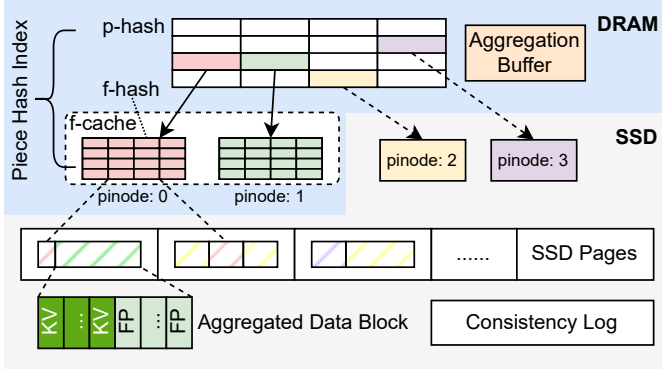 p-hash
DRAM
Aggregation
Buffer
Piece Hash Index
f-hash
f-cache
SSD
pinode: 2
pinode: 3
pinode: 0
pinode: 1
......
SSD Pages
KV
...
KV
FP
...
FP
Aggregated Data Block
Consistency Log